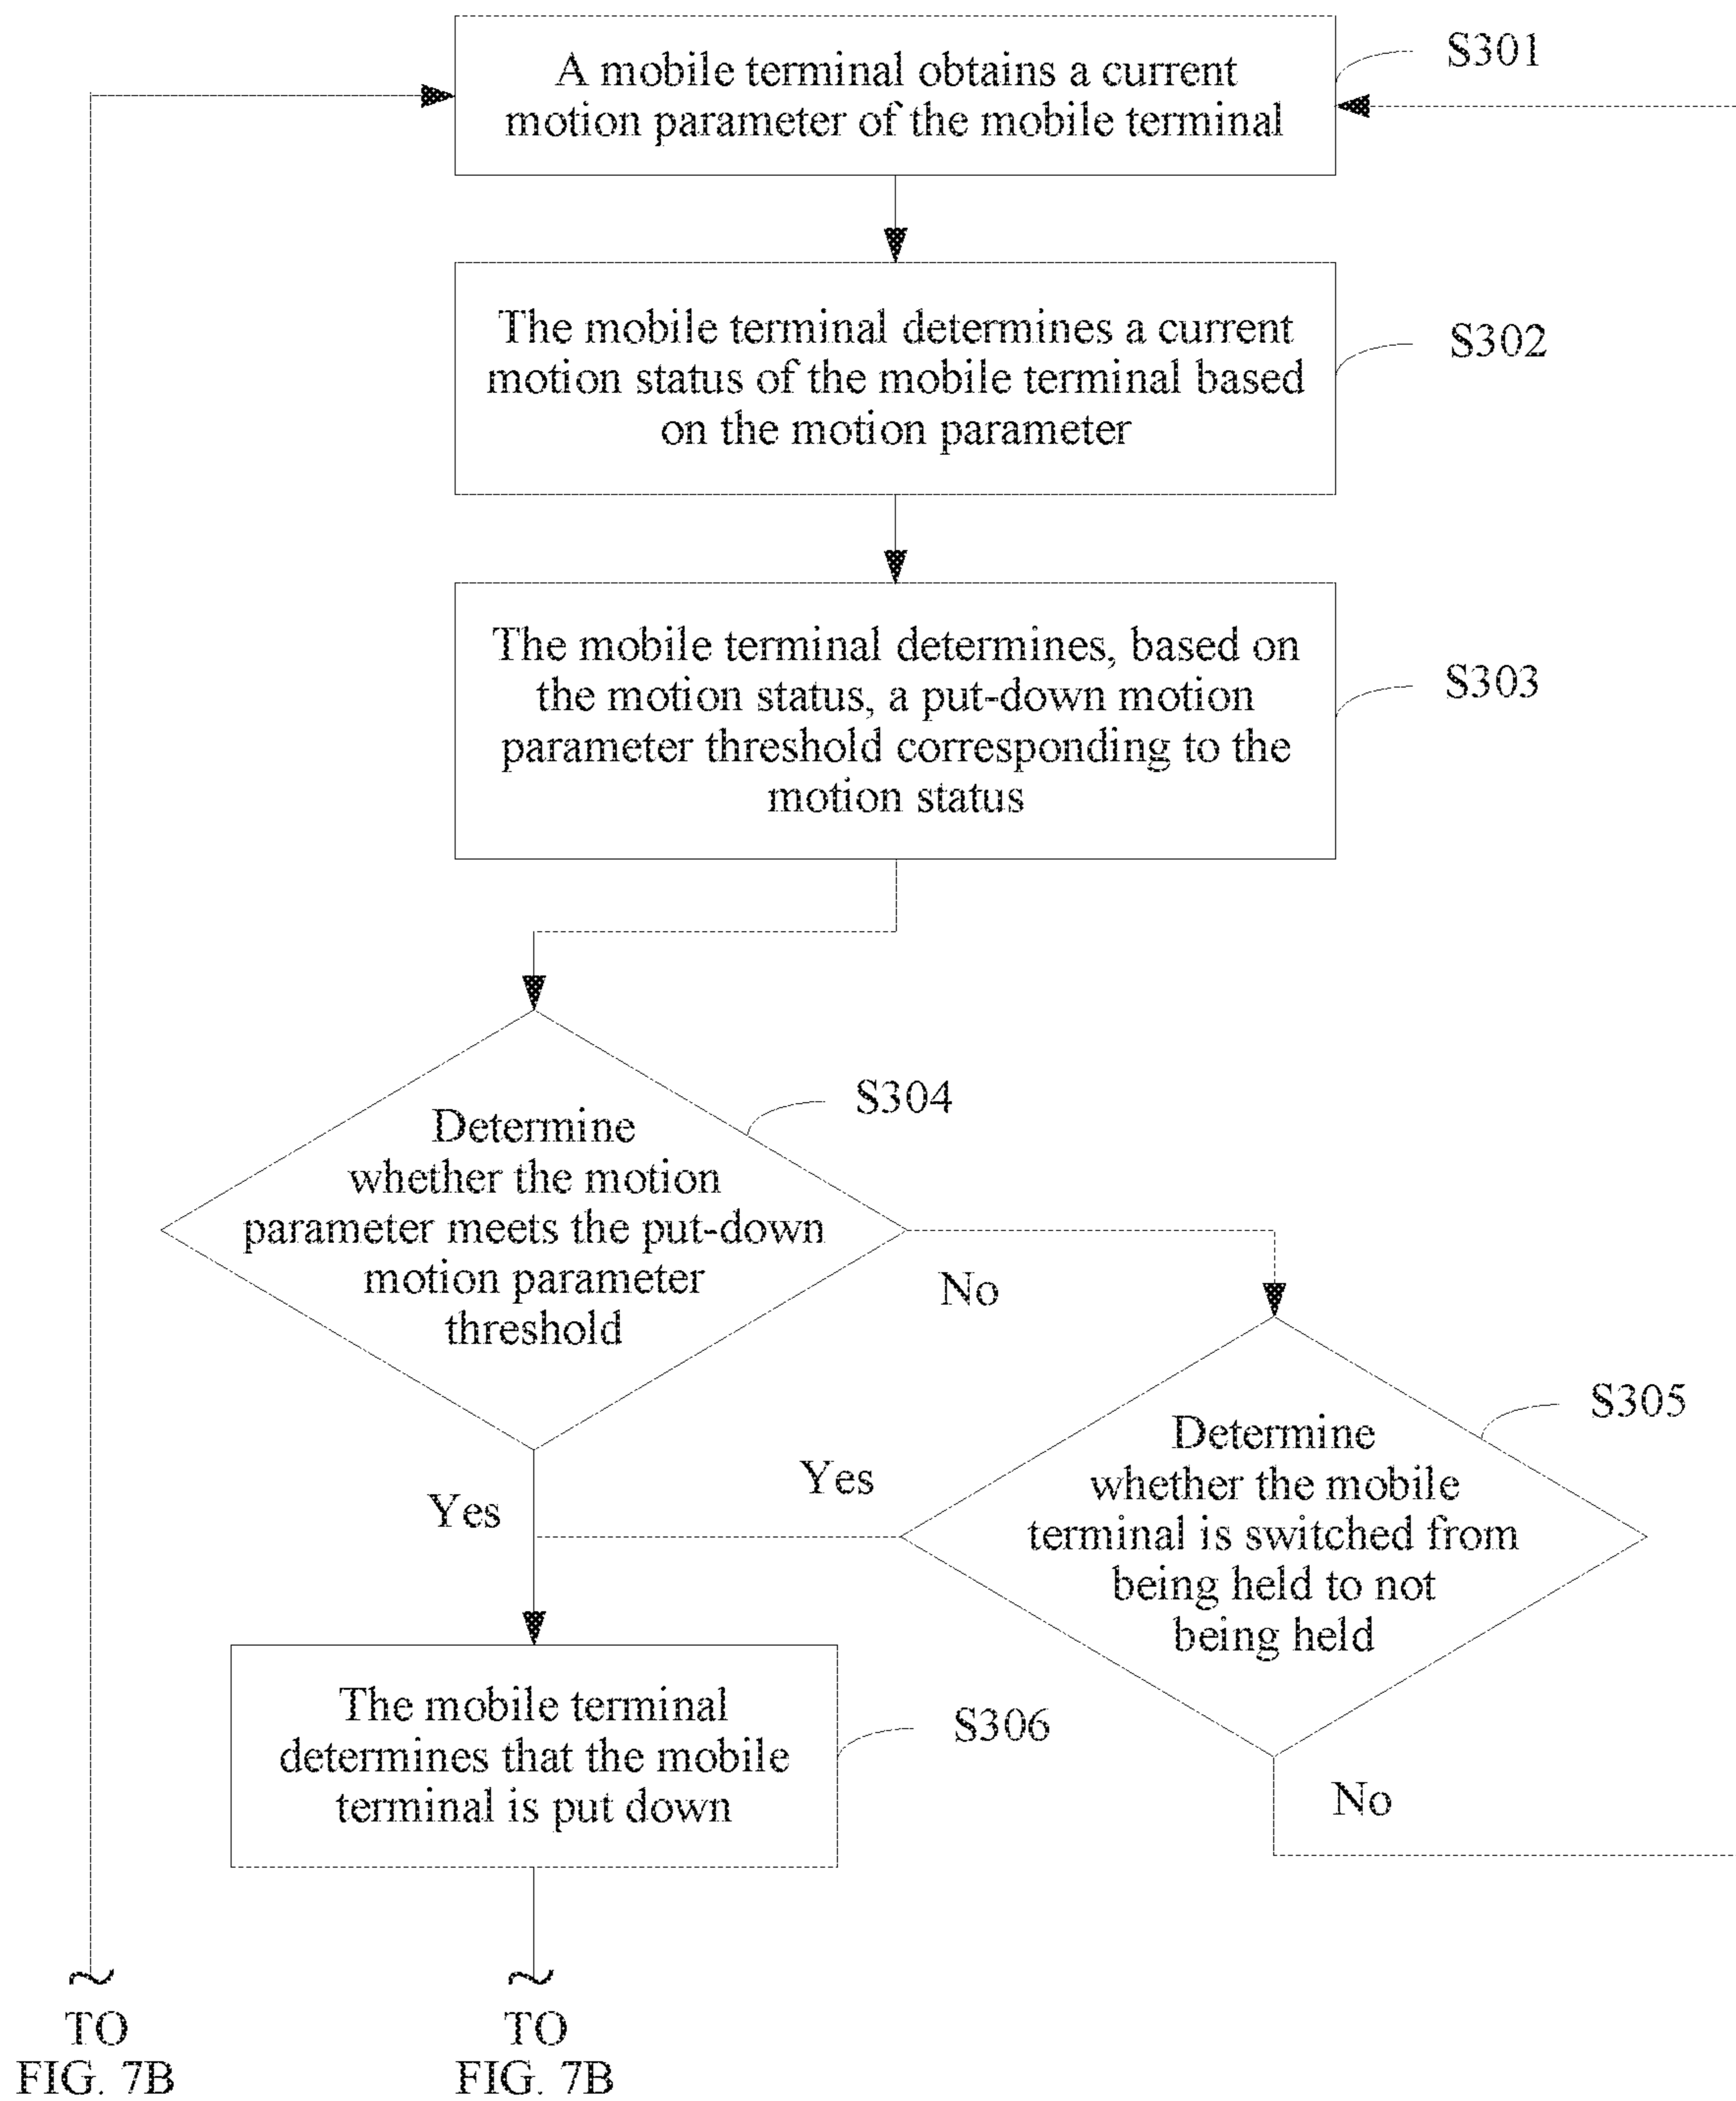 A mobile terminal obtains a current
motion parameter of the mobile terminal
S301
The mobile terminal determines a current
motion status of the mobile terminal based
on the motion parameter
S302
The mobile terminal determines, based on
the motion status, a put-down motion
parameter threshold corresponding to the
motion status
S303
Determine
whether the motion
parameter meets the put-down
motion parameter
threshold
S304
No
Yes
Determine
whether the mobile
terminal is switched from
being held to not
being held
S305
Yes
No
The mobile terminal
determines that the mobile
terminal is put down
S306
~
TO
FIG. 7B
~
TO
FIG. 7B